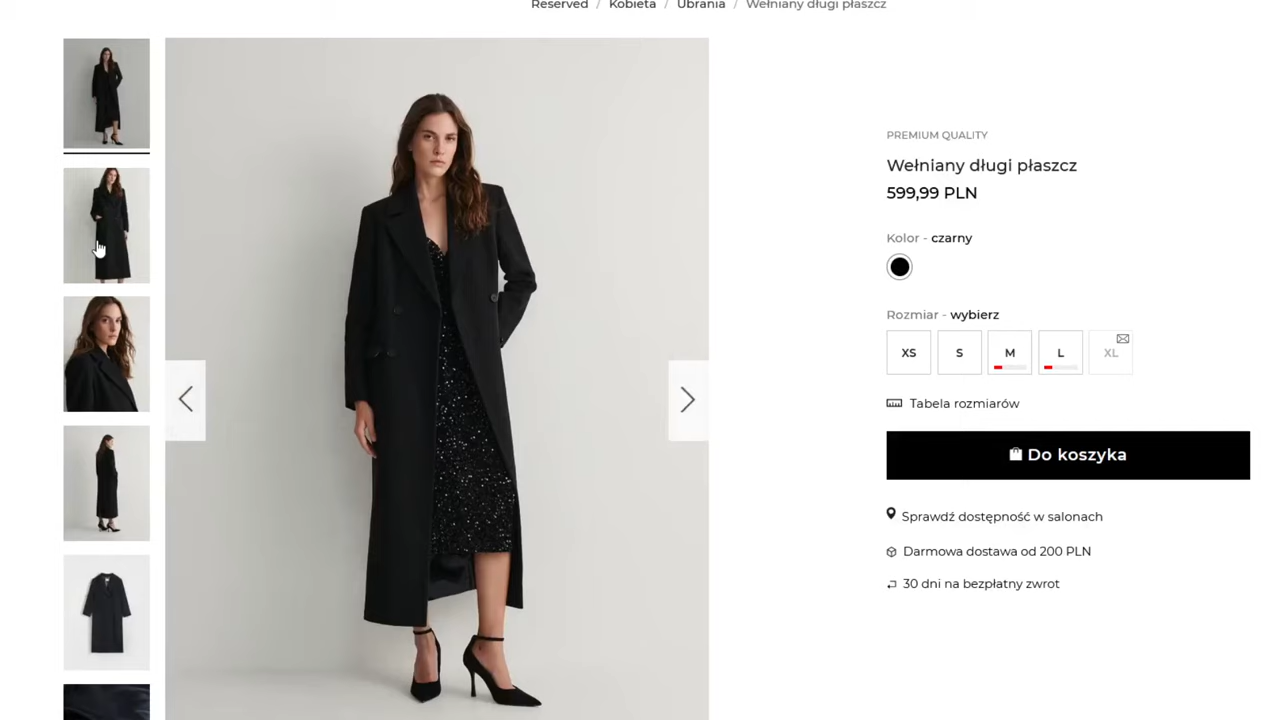 Reserved / Kobieta / Ubrania / Wełniany długi płaszcz
PREMIUM QUALITY
Wełniany długi płaszcz
599,99 PLN
Kolor - czarny
Rozmiar - wybierz
XS S M L XL
Tabela rozmiarów
Do koszyka
Sprawdź dostępność w salonach
Darmowa dostawa od 200 PLN
30 dni na bezpłatny zwrot